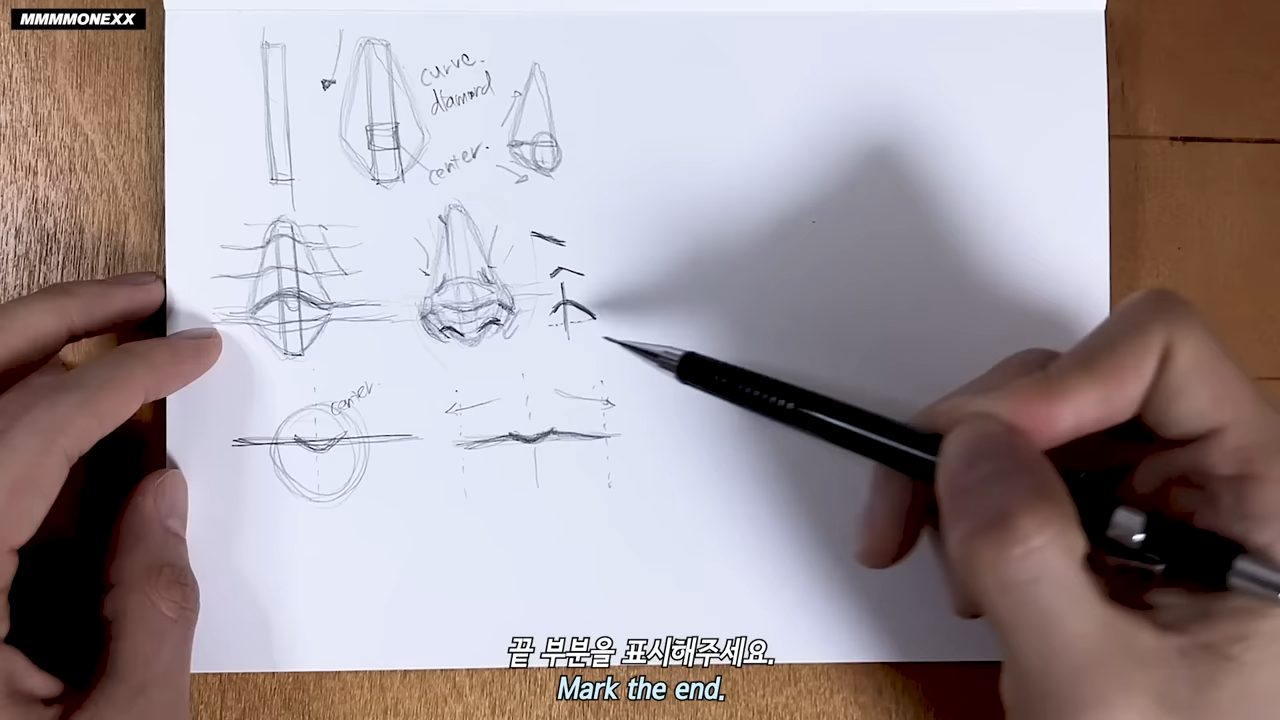 MMMMONEXX
curve.
diamond
center.
center.
끝 부분을 표시해주세요.
Mark the end.